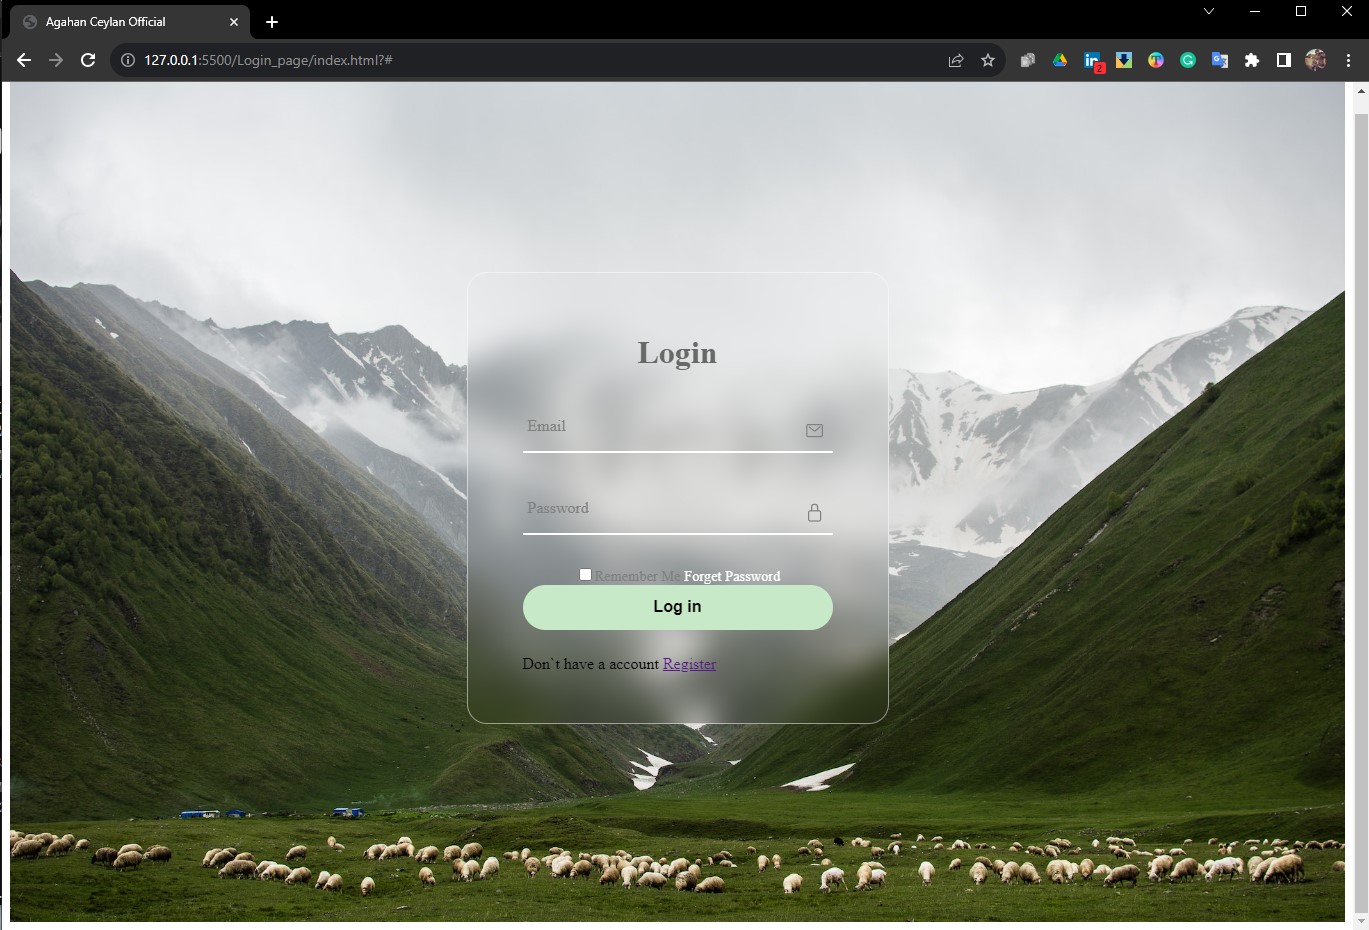 Agahan Ceylan Official
127.0.0.1:5500/Login_page/index.html?#
2
Login
Email
Password
Remember Me Forget Password
Log in
Don`t have a account Register